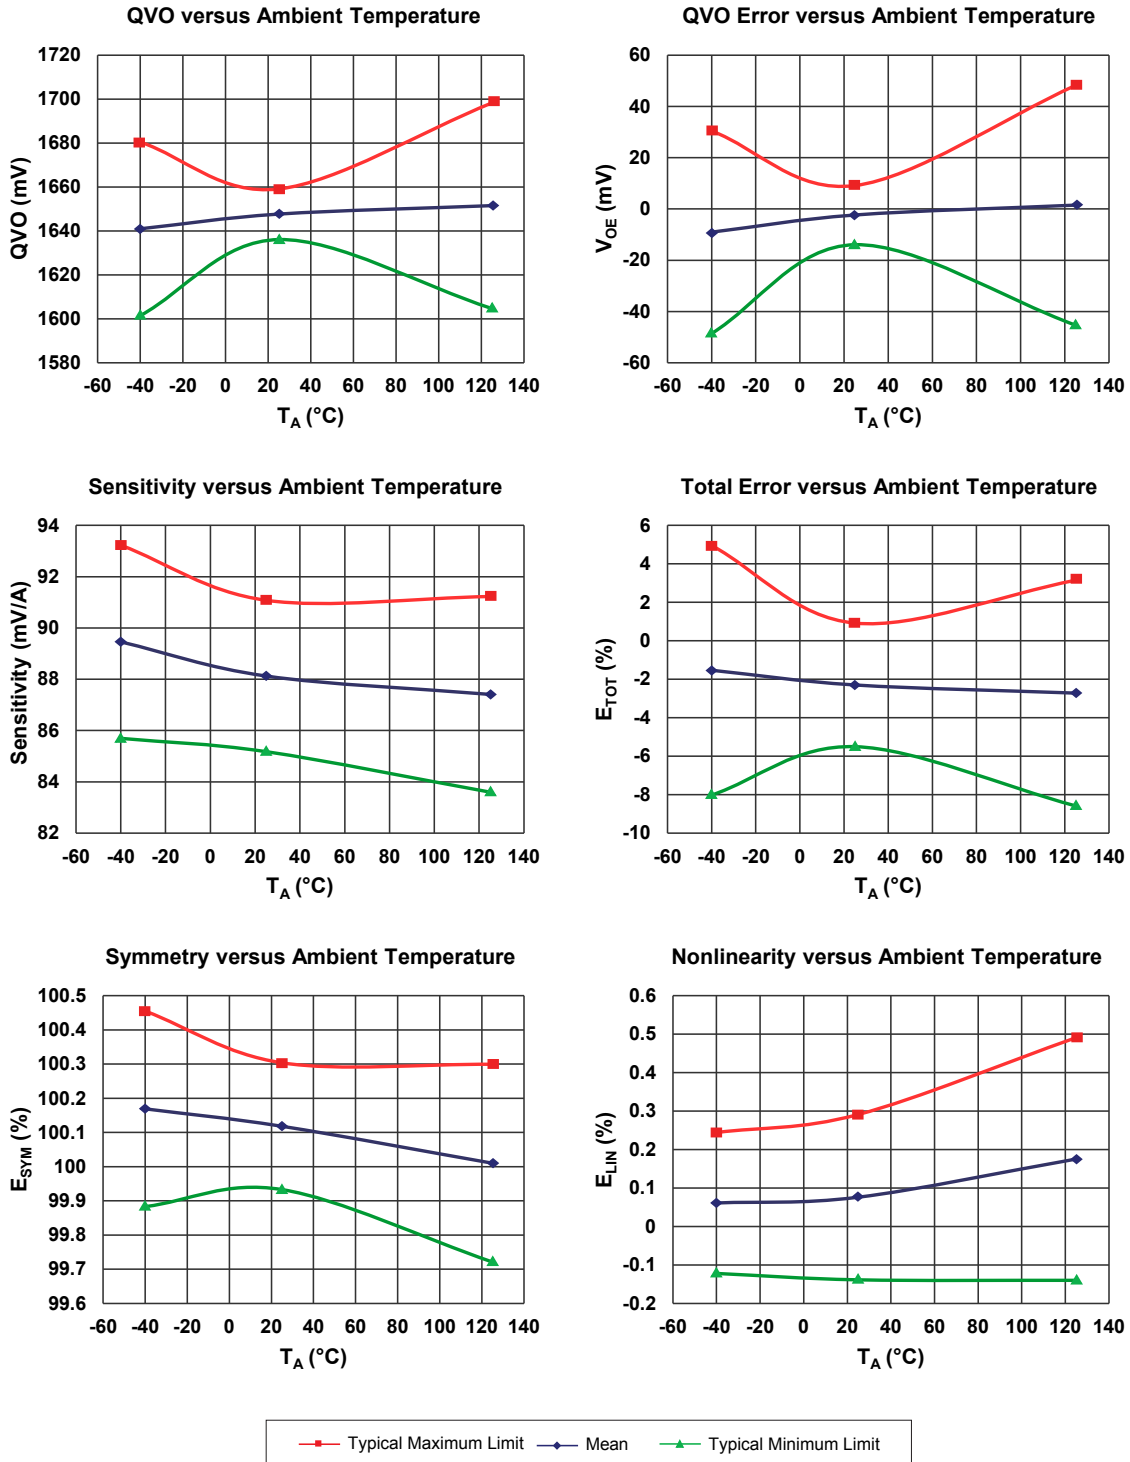 QVO versus Ambient Temperature
1720
1700
1680
1660
1640
1620
1600
1580
QVO (mV)
-60 -40 -20 0 20 40 60 80 100 120 140
TA (°C)
QVO Error versus Ambient Temperature
60
40
20
0
-20
-40
-60
VOE (mV)
-60 -40 -20 0 20 40 60 80 100 120 140
TA (°C)
Sensitivity versus Ambient Temperature
94
92
90
88
86
84
82
Sensitivity (mV/A)
-60 -40 -20 0 20 40 60 80 100 120 140
TA (°C)
Total Error versus Ambient Temperature
6
4
2
0
-2
-4
-6
-8
-10
ETOT (%)
-60 -40 -20 0 20 40 60 80 100 120 140
TA (°C)
Symmetry versus Ambient Temperature
100.5
100.4
100.3
100.2
100.1
100
99.9
99.8
99.7
99.6
ESYM (%)
-60 -40 -20 0 20 40 60 80 100 120 140
TA (°C)
Nonlinearity versus Ambient Temperature
0.6
0.5
0.4
0.3
0.2
0.1
0
-0.1
-0.2
ELIN (%)
-60 -40 -20 0 20 40 60 80 100 120 140
TA (°C)
Typical Maximum Limit Mean Typical Minimum Limit